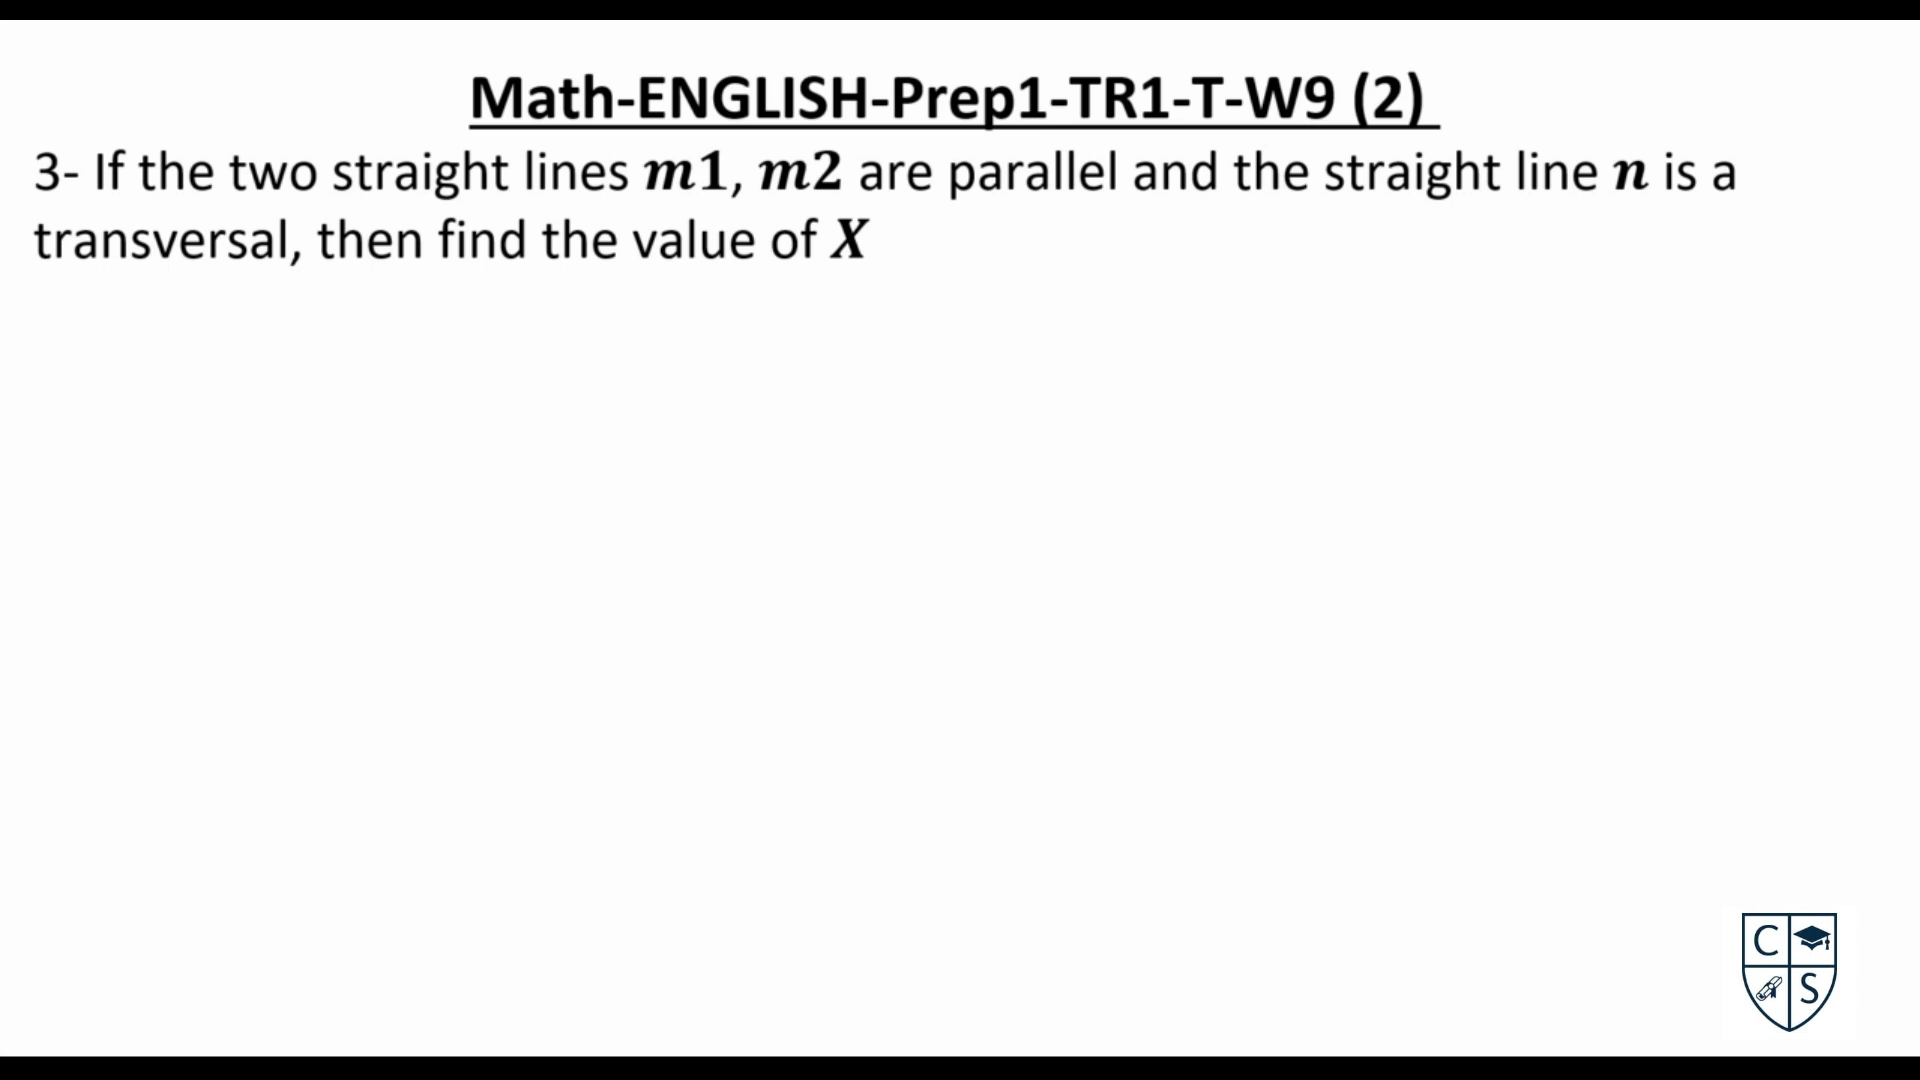 Math-ENGLISH-Prep1-TR1-T-W9 (2)
3- If the two straight lines m1, m2 are parallel and the straight line n is a
transversal, then find the value of X
C
S